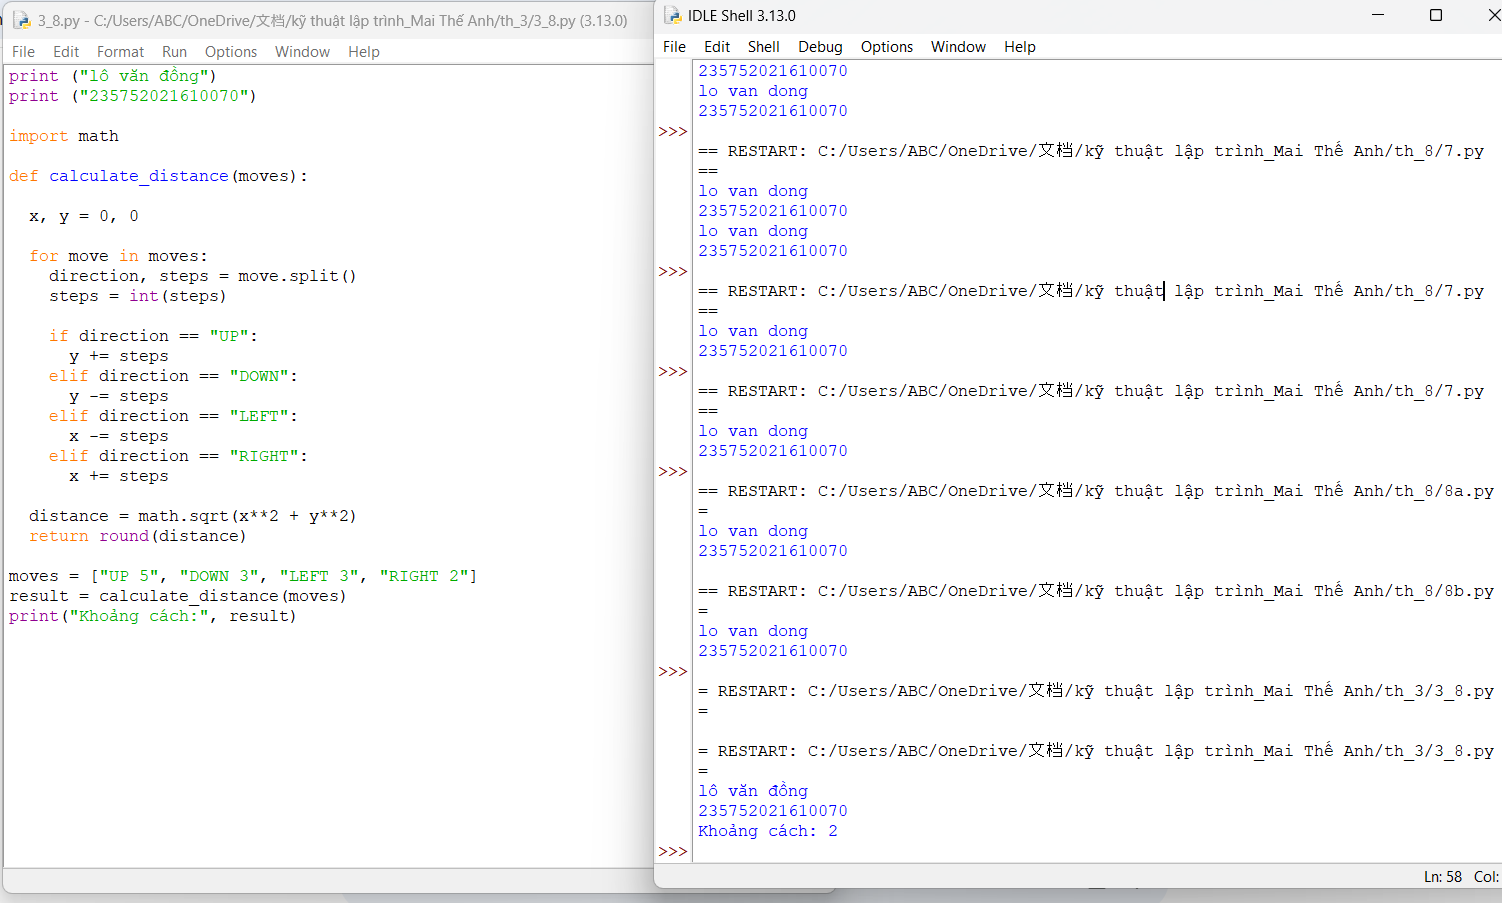 3_8.py - C:/Users/ABC/OneDrive/文档/kỹ thuật lập trình_Mai Thế Anh/th_3/3_8.py (3.13.0)
File Edit Format Run Options Window Help
print ("lô văn đồng")
print ("235752021610070")
import math
def calculate_distance(moves):
x, y = 0, 0
for move in moves:
direction, steps = move.split()
steps = int(steps)
if direction == "UP":
y += steps
elif direction == "DOWN":
y -= steps
elif direction == "LEFT":
x -= steps
elif direction == "RIGHT":
x += steps
distance = math.sqrt(x**2 + y**2)
return round(distance)
moves = ["UP 5", "DOWN 3", "LEFT 3", "RIGHT 2"]
result = calculate_distance(moves)
print("Khoảng cách:", result)
IDLE Shell 3.13.0
File Edit Shell Debug Options Window Help
235752021610070
lo van dong
235752021610070
>>>
== RESTART: C:/Users/ABC/OneDrive/文档/kỹ thuật lập trình_Mai Thế Anh/th_8/7.py
==
lo van dong
235752021610070
lo van dong
235752021610070
>>>
== RESTART: C:/Users/ABC/OneDrive/文档/kỹ thuật lập trình_Mai Thế Anh/th_8/7.py
==
lo van dong
235752021610070
>>>
== RESTART: C:/Users/ABC/OneDrive/文档/kỹ thuật lập trình_Mai Thế Anh/th_8/7.py
==
lo van dong
235752021610070
>>>
== RESTART: C:/Users/ABC/OneDrive/文档/kỹ thuật lập trình_Mai Thế Anh/th_8/8a.py
=
lo van dong
235752021610070
== RESTART: C:/Users/ABC/OneDrive/文档/kỹ thuật lập trình_Mai Thế Anh/th_8/8b.py
=
lo van dong
235752021610070
>>>
= RESTART: C:/Users/ABC/OneDrive/文档/kỹ thuật lập trình_Mai Thế Anh/th_3/3_8.py
=
= RESTART: C:/Users/ABC/OneDrive/文档/kỹ thuật lập trình_Mai Thế Anh/th_3/3_8.py
=
lô văn đồng
235752021610070
Khoảng cách: 2
>>>
Ln: 58 Col: